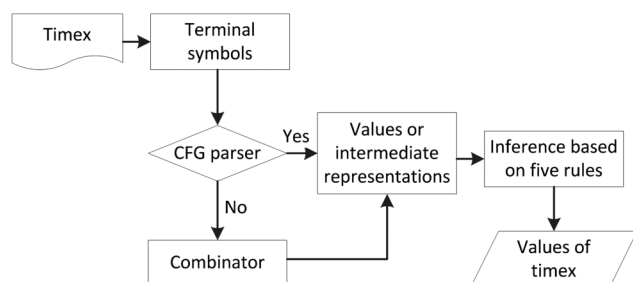 Timex
Terminal
symbols
CFG parser
Yes
No
Combinator
Values or
intermediate
representations
Inference based
on five rules
Values of
timex